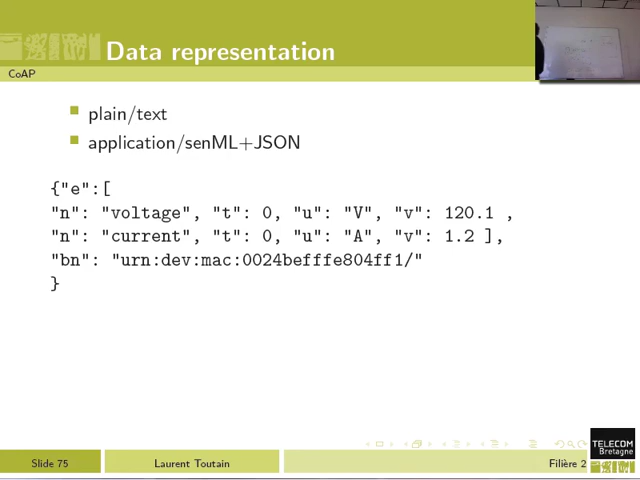 Data representation
CoAP
plain/text
application/senML+JSON
{"e":[
"n": "voltage", "t": 0, "u": "V", "v": 120.1 ,
"n": "current", "t": 0, "u": "A", "v": 1.2 ],
"bn": "urn:dev:mac:0024befffe804ff1/"
}
TELECOM
Bretagne
Slide 75
Laurent Toutain
Filière 2